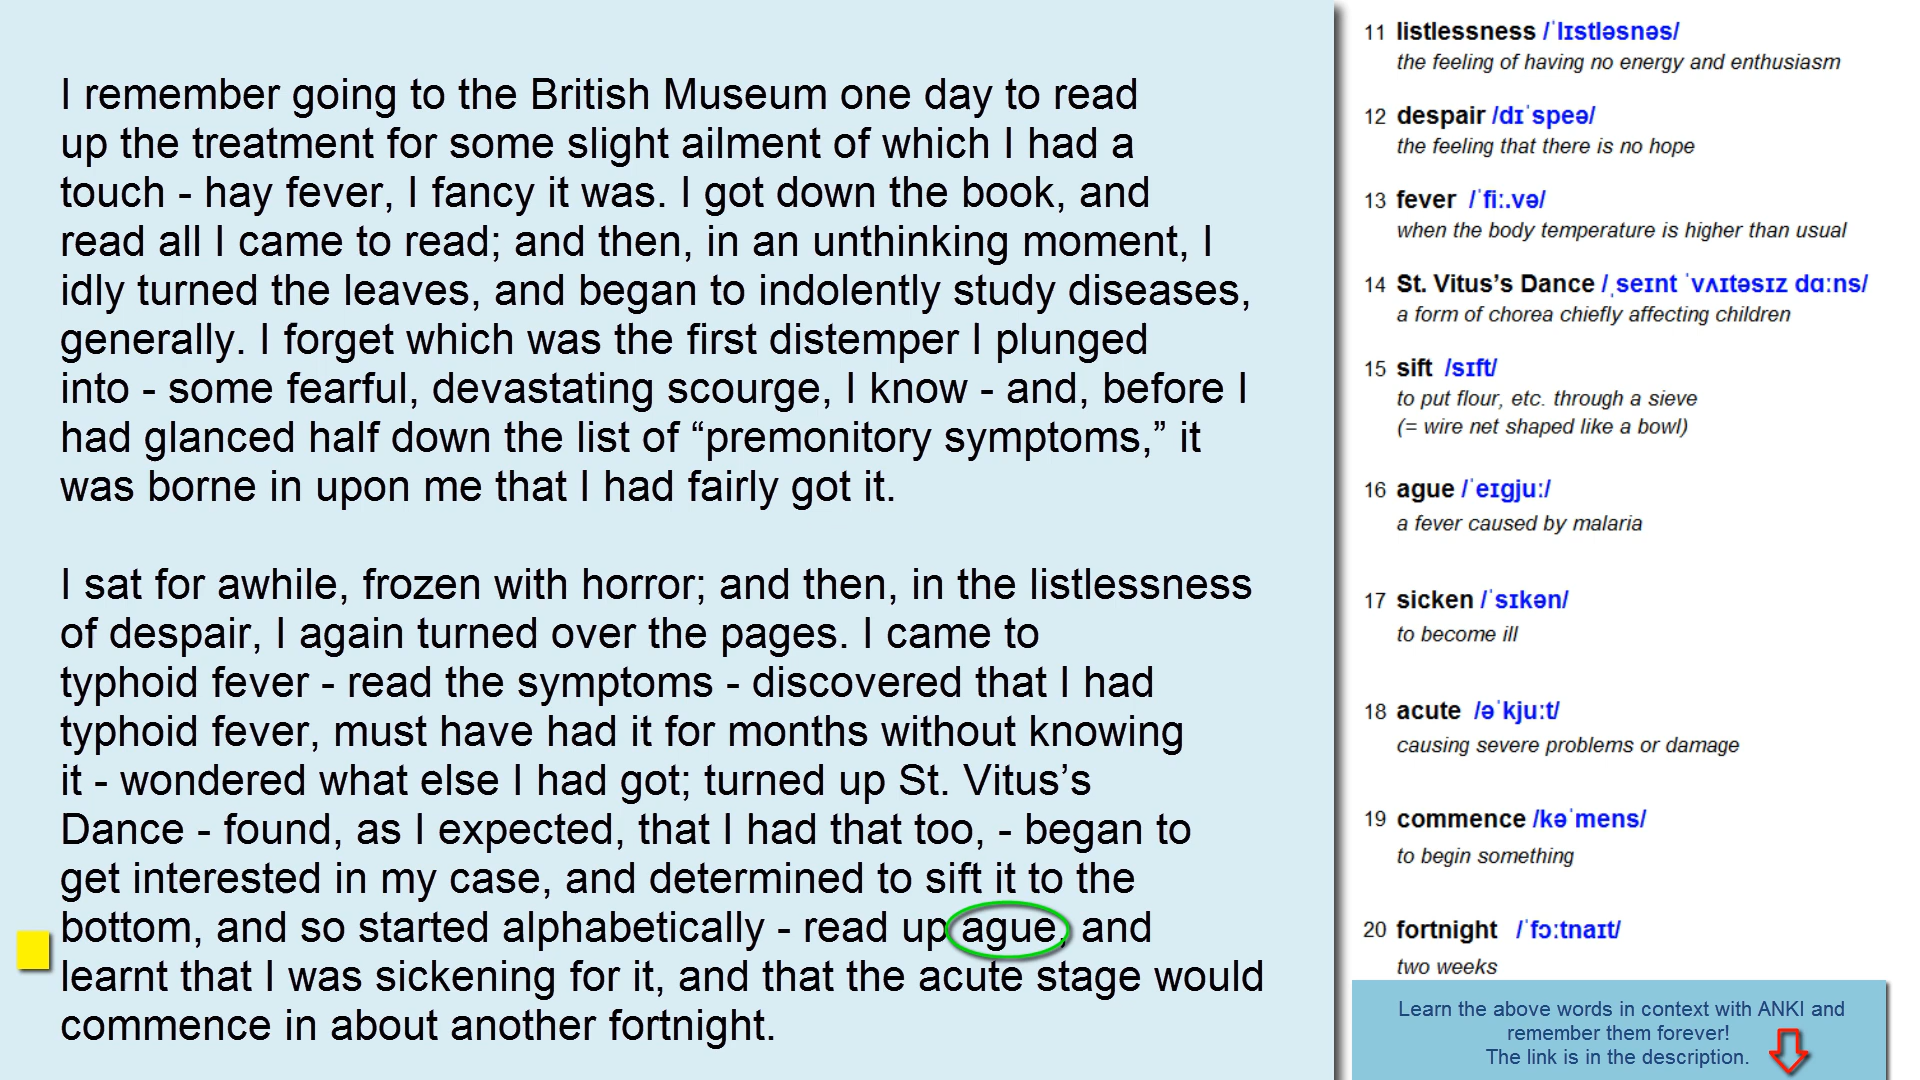 I remember going to the British Museum one day to read
up the treatment for some slight ailment of which I had a
touch - hay fever, I fancy it was. I got down the book, and
read all I came to read; and then, in an unthinking moment, I
idly turned the leaves, and began to indolently study diseases,
generally. I forget which was the first distemper I plunged
into - some fearful, devastating scourge, I know - and, before I
had glanced half down the list of “premonitory symptoms,” it
was borne in upon me that I had fairly got it.
I sat for awhile, frozen with horror; and then, in the listlessness
of despair, I again turned over the pages. I came to
typhoid fever - read the symptoms - discovered that I had
typhoid fever, must have had it for months without knowing
it - wondered what else I had got; turned up St. Vitus’s
Dance - found, as I expected, that I had that too, - began to
get interested in my case, and determined to sift it to the
bottom, and so started alphabetically - read up ague, and
learnt that I was sickening for it, and that the acute stage would
commence in about another fortnight.
11 listlessness /ˈlɪstləsnəs/
the feeling of having no energy and enthusiasm
12 despair /dɪˈspeə/
the feeling that there is no hope
13 fever /ˈfiː.və/
when the body temperature is higher than usual
14 St. Vitus’s Dance /ˌseɪnt ˈvʌɪtəsɪz dɑːns/
a form of chorea chiefly affecting children
15 sift /sɪft/
to put flour, etc. through a sieve
(= wire net shaped like a bowl)
16 ague /ˈeɪgjuː/
a fever caused by malaria
17 sicken /ˈsɪkən/
to become ill
18 acute /əˈkjuːt/
causing severe problems or damage
19 commence /kəˈmens/
to begin something
20 fortnight /ˈfɔːtnaɪt/
two weeks
Learn the above words in context with ANKI and
remember them forever!
The link is in the description.